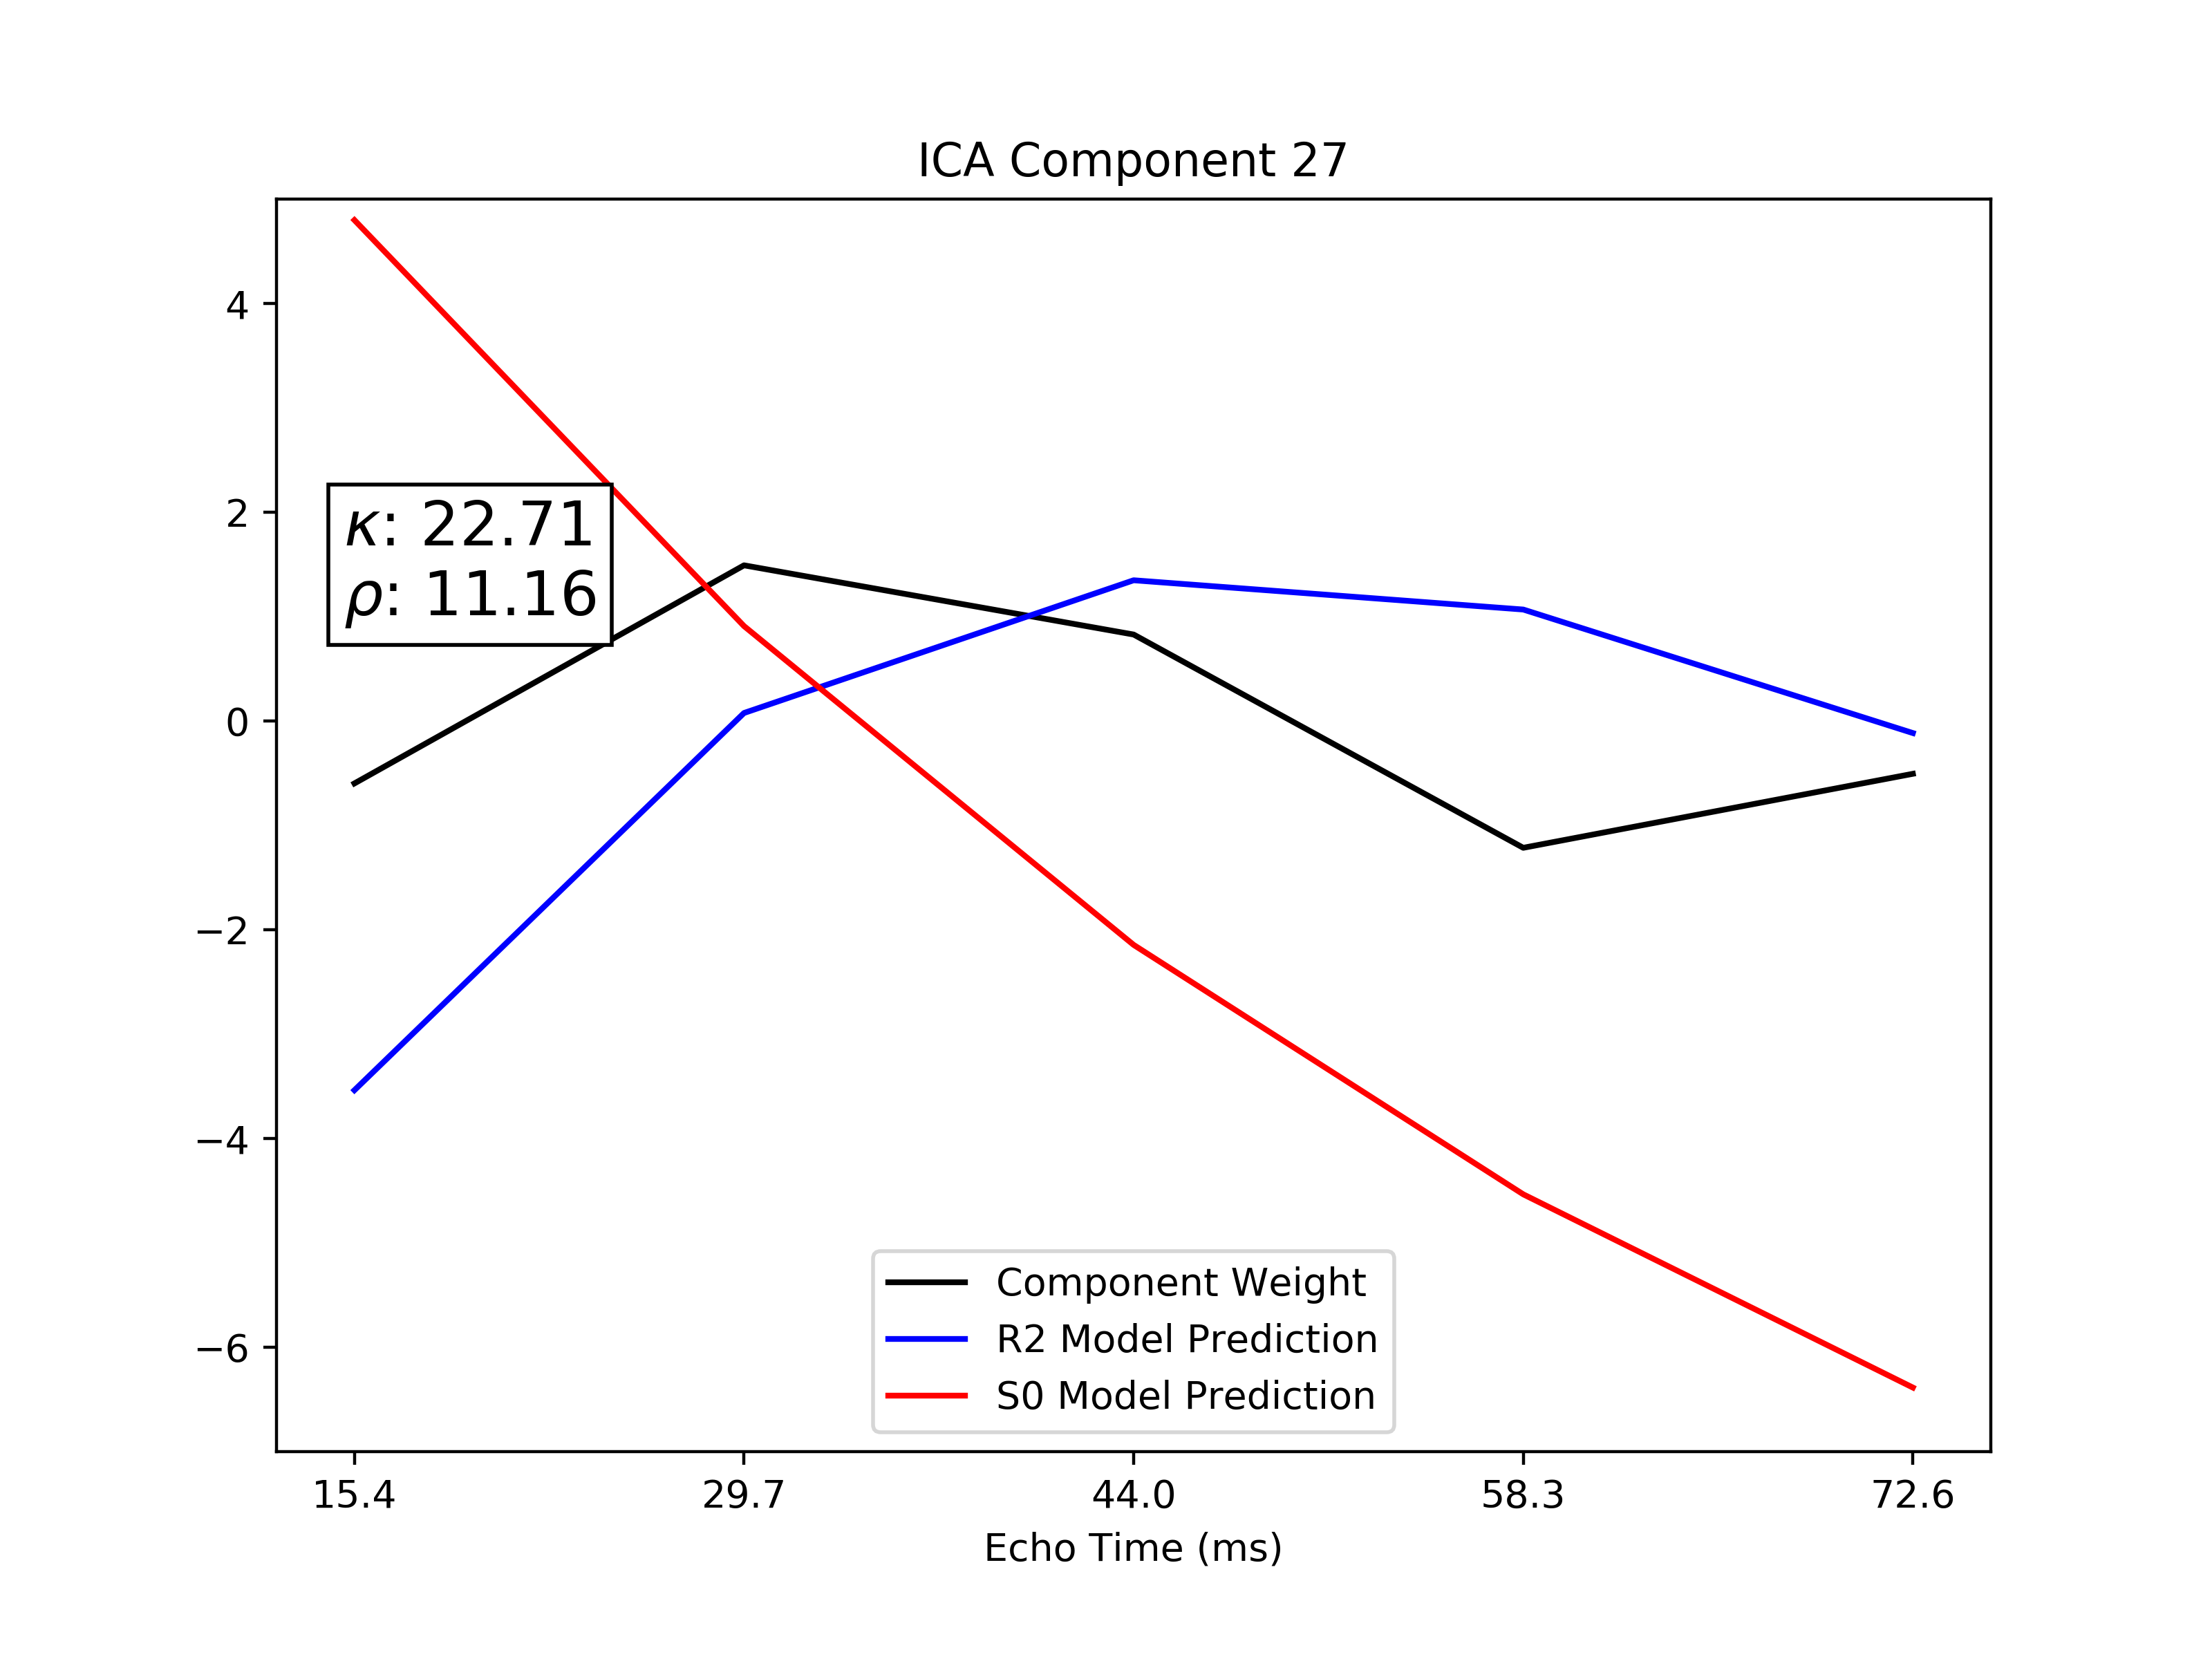 ICA Component 27
4
2
0
−2
−4
−6
κ: 22.71
ρ: 11.16
Component Weight
R2 Model Prediction
S0 Model Prediction
15.4 29.7 44.0 58.3 72.6
Echo Time (ms)